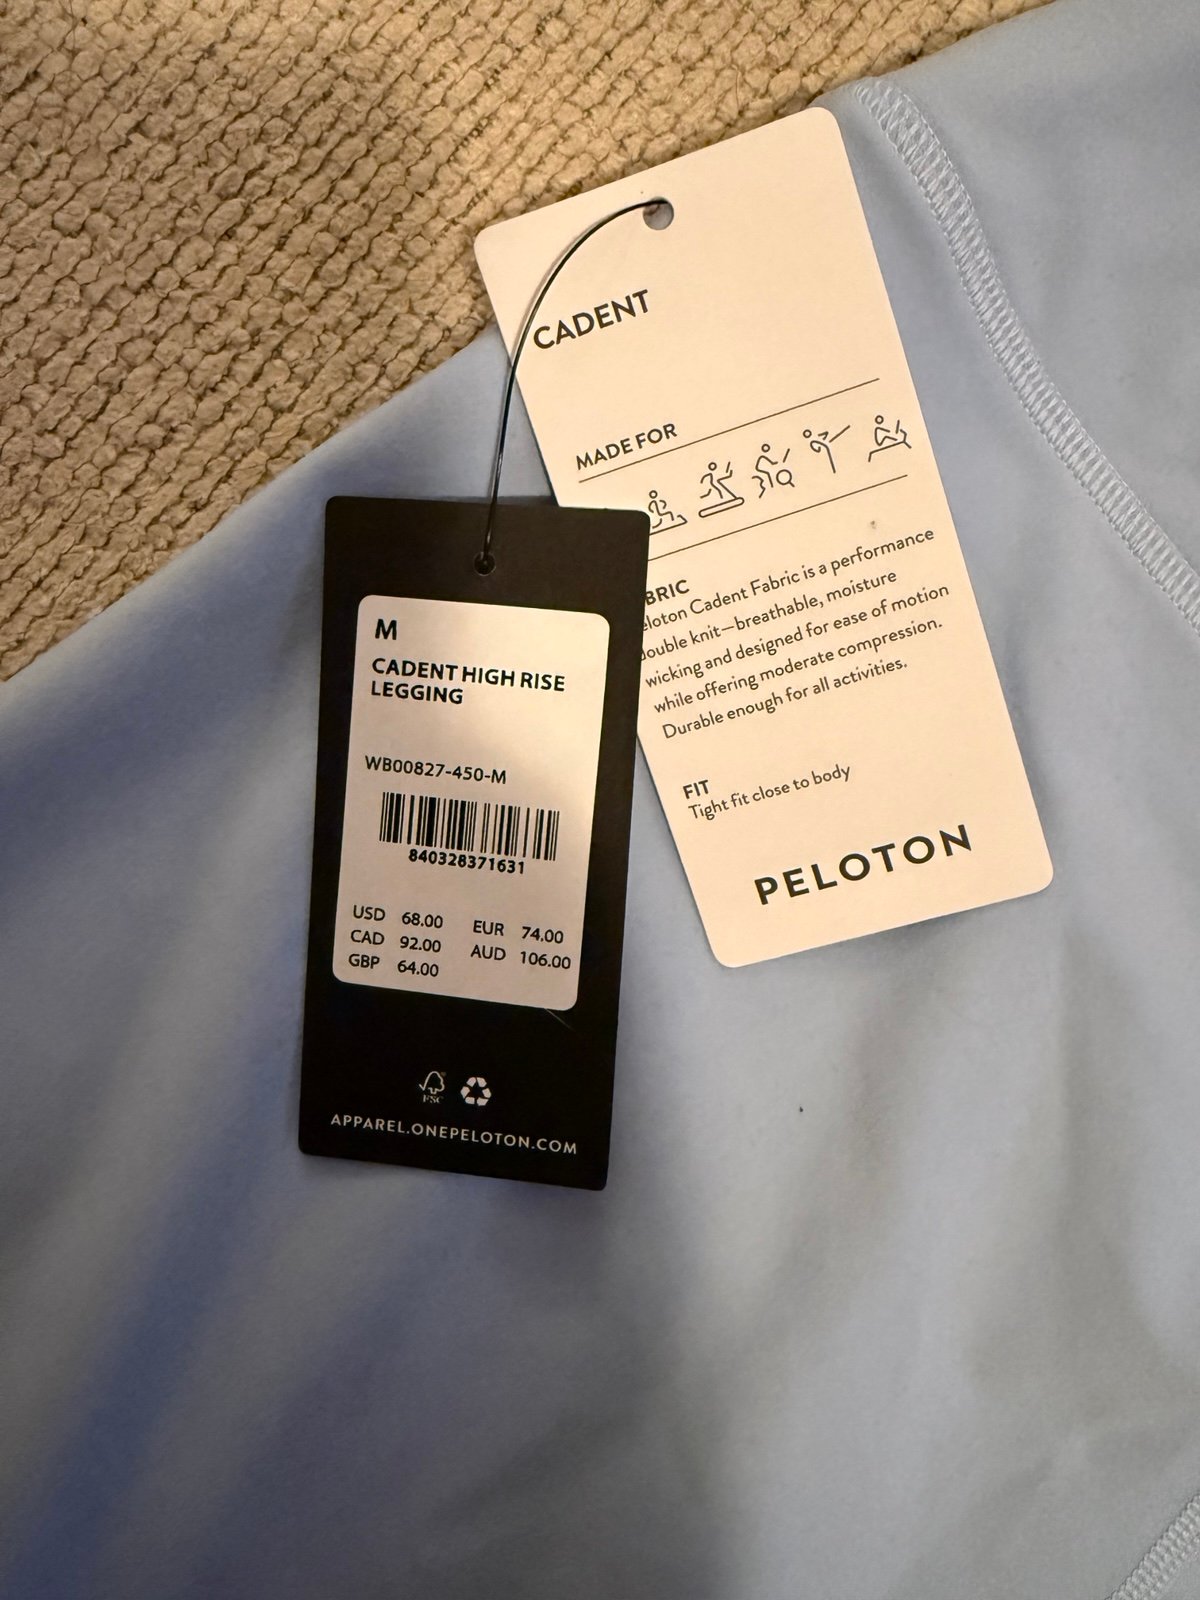 CADENT
MADE FOR
BRIC
eloton Cadent Fabric is a performance
double knit—breathable, moisture
wicking and designed for ease of motion
while offering moderate compression.
Durable enough for all activities.
FIT
Tight fit close to body
PELOTON
M
CADENT HIGH RISE
LEGGING
WB00827-450-M
840328371631
USD 68.00 EUR 74.00
CAD 92.00 AUD 106.00
GBP 64.00
FSC
APPAREL.ONEPELOTON.COM